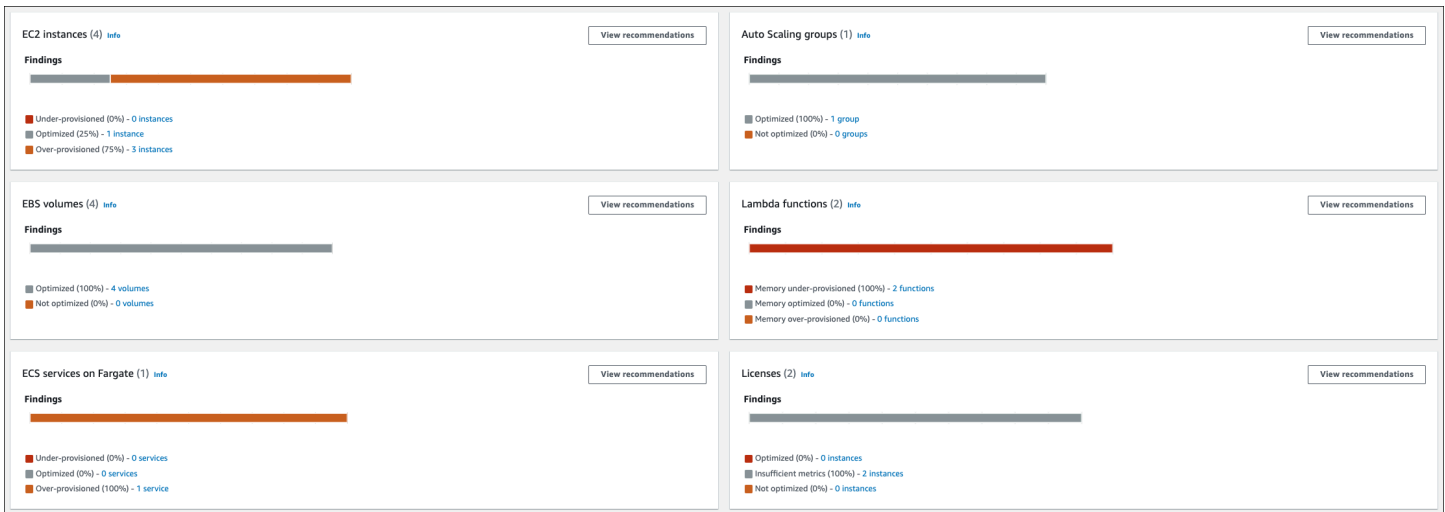 EC2 instances (4) Info
View recommendations
Findings
Under-provisioned (0%) - 0 instances
Optimized (25%) - 1 instance
Over-provisioned (75%) - 3 instances
Auto Scaling groups (1) Info
View recommendations
Findings
Optimized (100%) - 1 group
Not optimized (0%) - 0 groups
EBS volumes (4) Info
View recommendations
Findings
Optimized (100%) - 4 volumes
Not optimized (0%) - 0 volumes
Lambda functions (2) Info
View recommendations
Findings
Memory under-provisioned (100%) - 2 functions
Memory optimized (0%) - 0 functions
Memory over-provisioned (0%) - 0 functions
ECS services on Fargate (1) Info
View recommendations
Findings
Under-provisioned (0%) - 0 services
Optimized (0%) - 0 services
Over-provisioned (100%) - 1 service
Licenses (2) Info
View recommendations
Findings
Optimized (0%) - 0 instances
Insufficient metrics (100%) - 2 instances
Not optimized (0%) - 0 instances